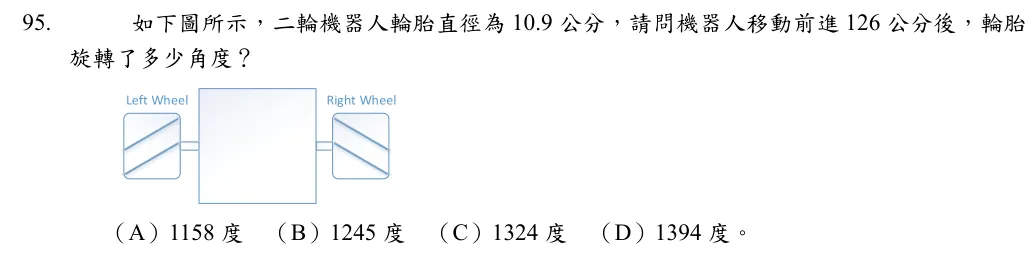 95. 如下圖所示，二輪機器人輪胎直徑為 10.9 公分，請問機器人移動前進 126 公分後，輪胎
旋轉了多少角度？
Left Wheel Right Wheel
（A）1158 度 （B）1245 度 （C）1324 度 （D）1394 度。